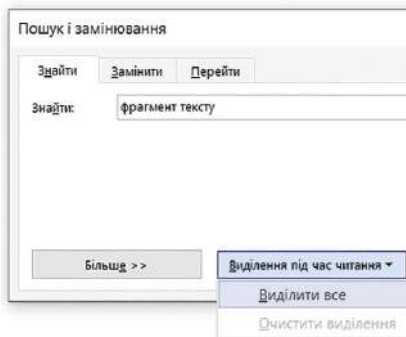 Пошук і замінювання
Знайти Замінити Перейти
Знайти: фрагмент тексту
Більше >> Виділення під час читання
Виділити все
Очистити виділення